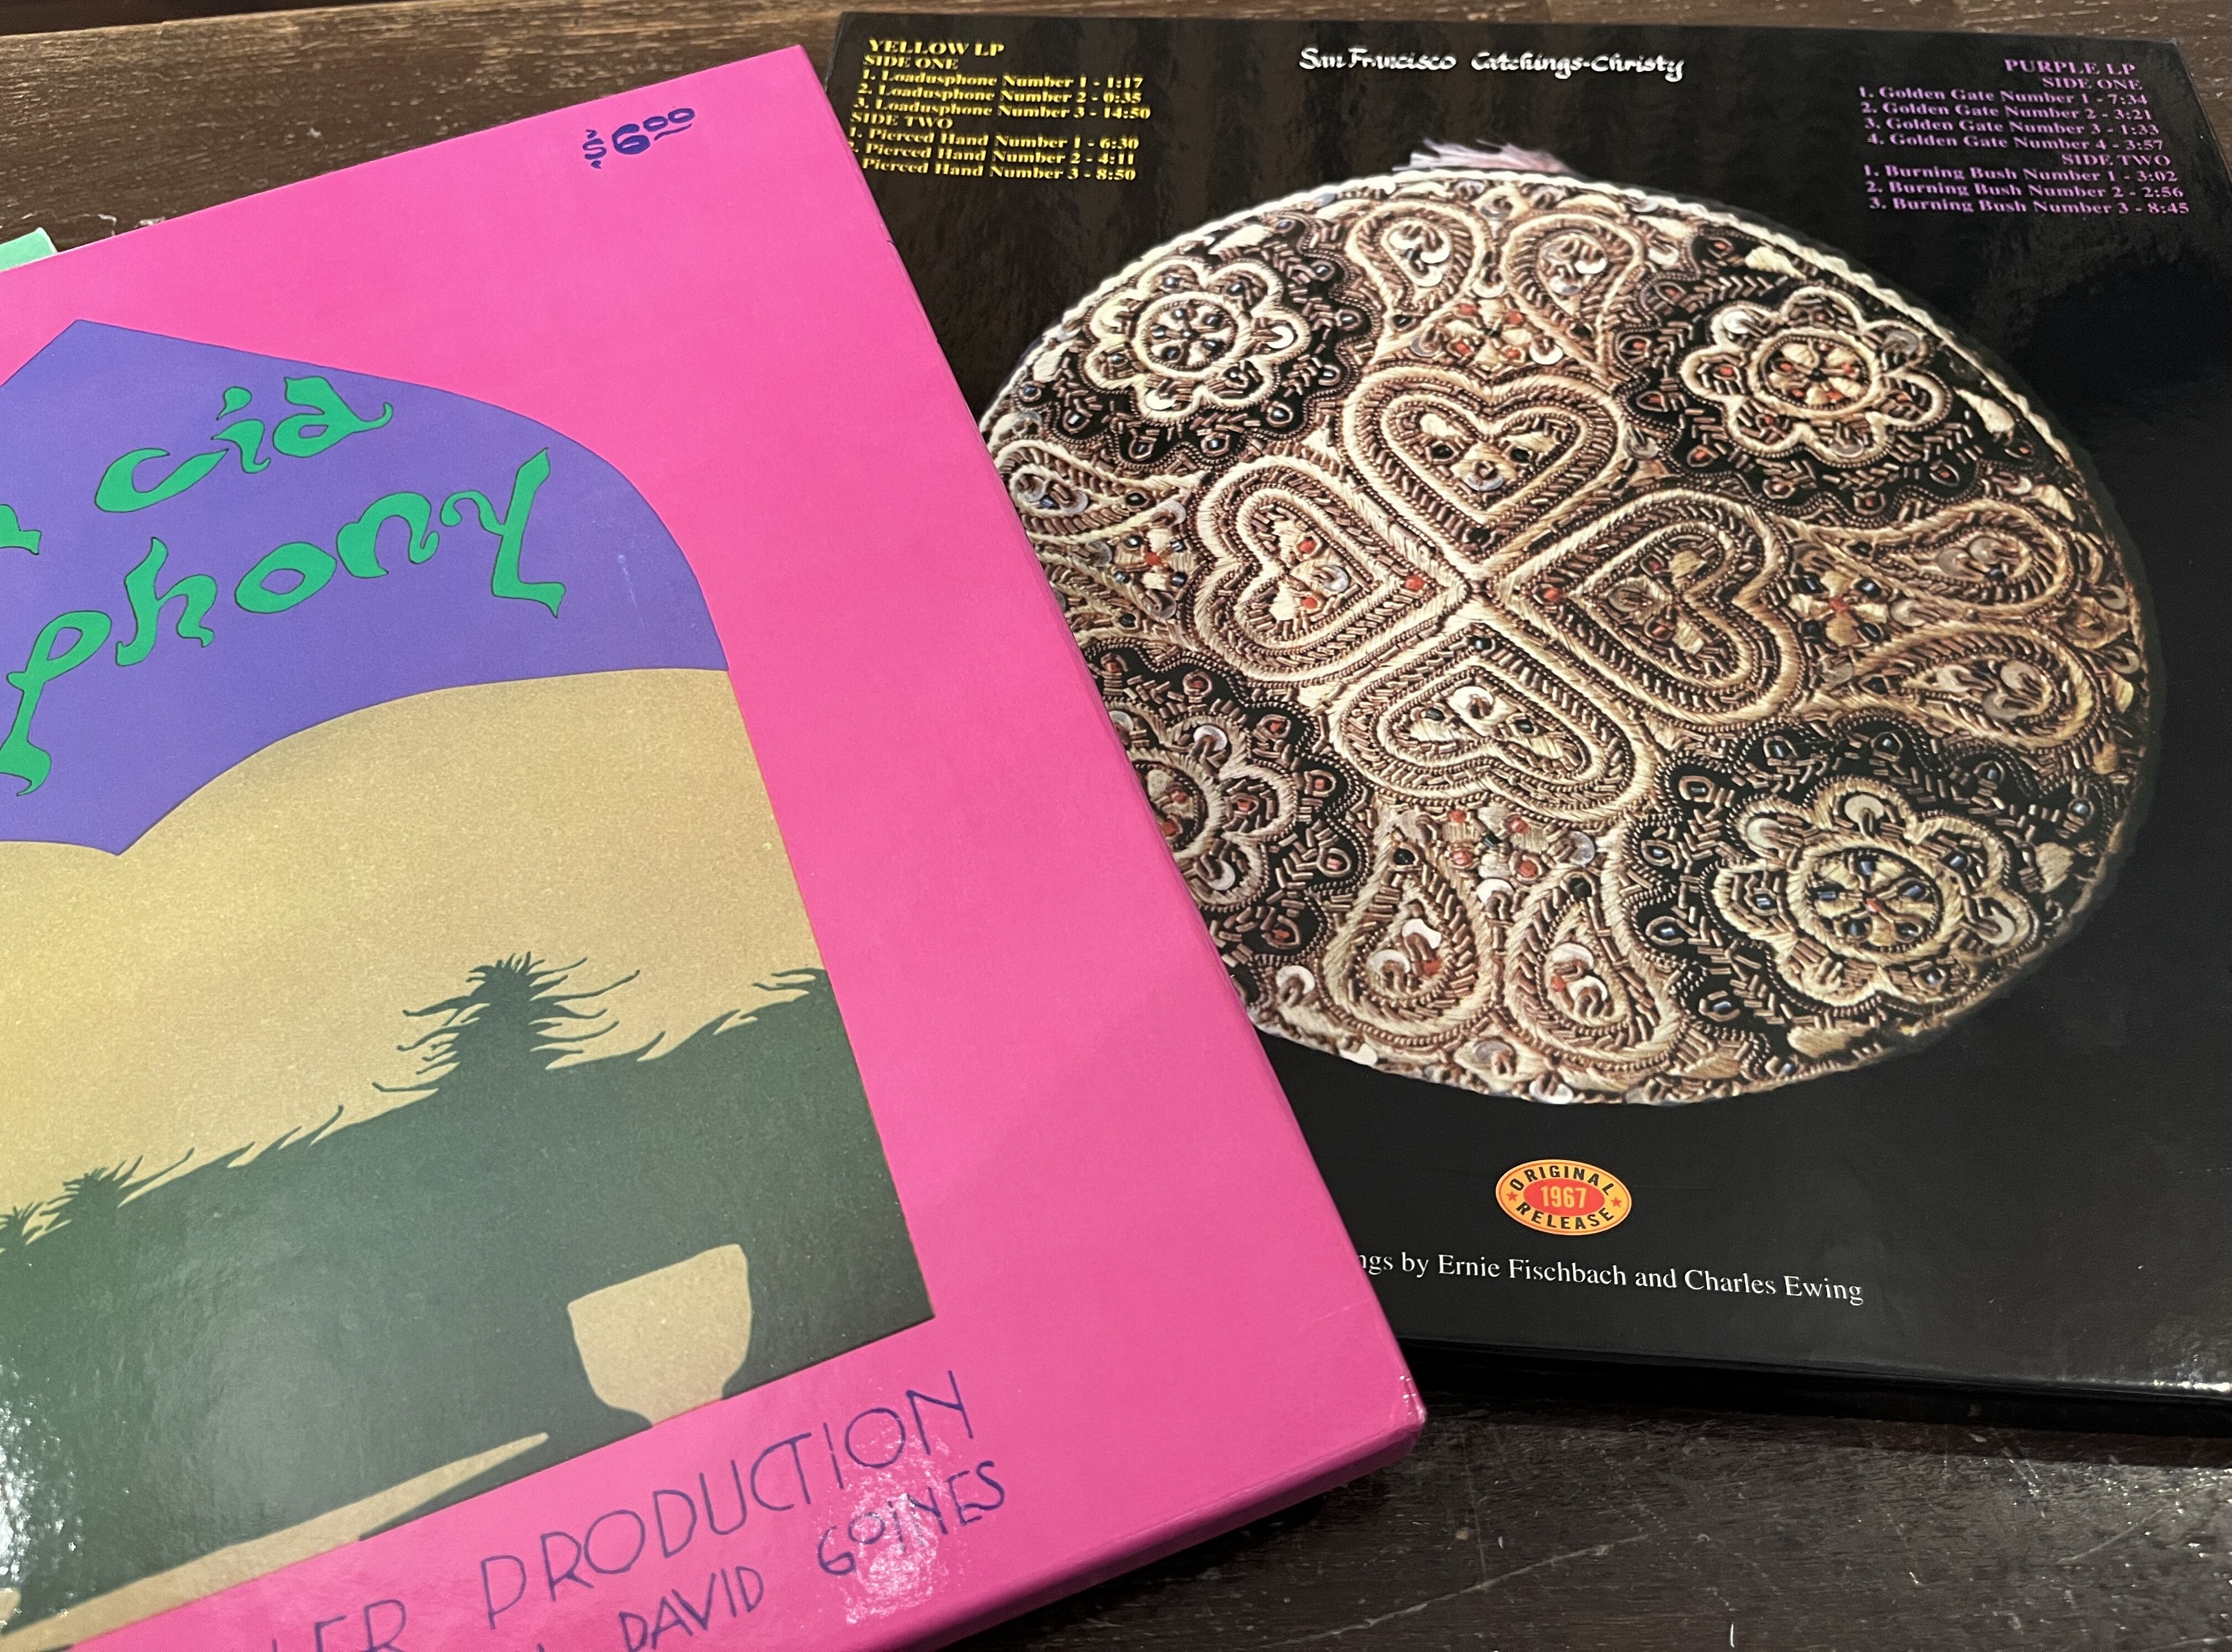 $6.00
cid
phony
PRODUCTION
DAVID GOINES
YELLOW LP
SIDE ONE
1. Loadusphone Number 1 - 1:17
2. Loadusphone Number 2 - 0:35
3. Loadusphone Number 3 - 14:50
SIDE TWO
1. Pierced Hand Number 1 - 6:30
Pierced Hand Number 2 - 4:11
Pierced Hand Number 3 - 8:50
San Francisco Catchings-Christy
PURPLE LP
SIDE ONE
1. Golden Gate Number 1 - 7:34
2. Golden Gate Number 2 - 3:21
3. Golden Gate Number 3 - 1:33
4. Golden Gate Number 4 - 3:57
SIDE TWO
1. Burning Bush Number 1 - 3:02
2. Burning Bush Number 2 - 2:56
3. Burning Bush Number 3 - 8:45
ORIGINAL
1967
RELEASE
ngs by Ernie Fischbach and Charles Ewing